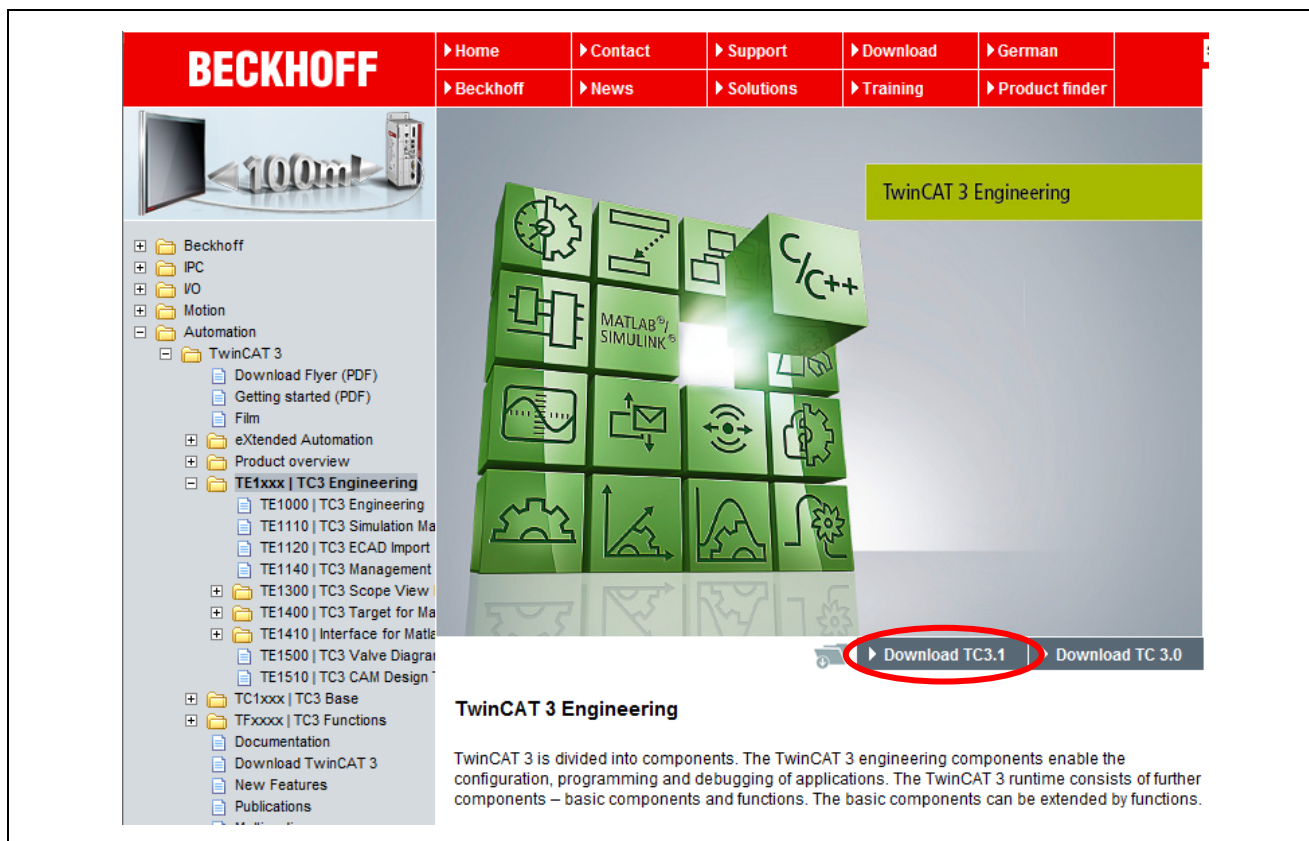 BECKHOFF
Home
Contact
Support
Download
German
Beckhoff
News
Solutions
Training
Product finder
100m
TwinCAT 3 Engineering
C/C++
MATLAB®/
SIMULINK®
Beckhoff
IPC
I/O
Motion
Automation
TwinCAT 3
Download Flyer (PDF)
Getting started (PDF)
Film
eXtended Automation
Product overview
TE1xxx | TC3 Engineering
TE1000 | TC3 Engineering
TE1110 | TC3 Simulation Ma
TE1120 | TC3 ECAD Import
TE1140 | TC3 Management
TE1300 | TC3 Scope View
TE1400 | TC3 Target for Ma
TE1410 | Interface for Matla
TE1500 | TC3 Valve Diagra
TE1510 | TC3 CAM Design
TC1xxx | TC3 Base
TFxxxx | TC3 Functions
Documentation
Download TwinCAT 3
New Features
Publications
Download TC3.1
Download TC 3.0
TwinCAT 3 Engineering
TwinCAT 3 is divided into components. The TwinCAT 3 engineering components enable the
configuration, programming and debugging of applications. The TwinCAT 3 runtime consists of further
components – basic components and functions. The basic components can be extended by functions.